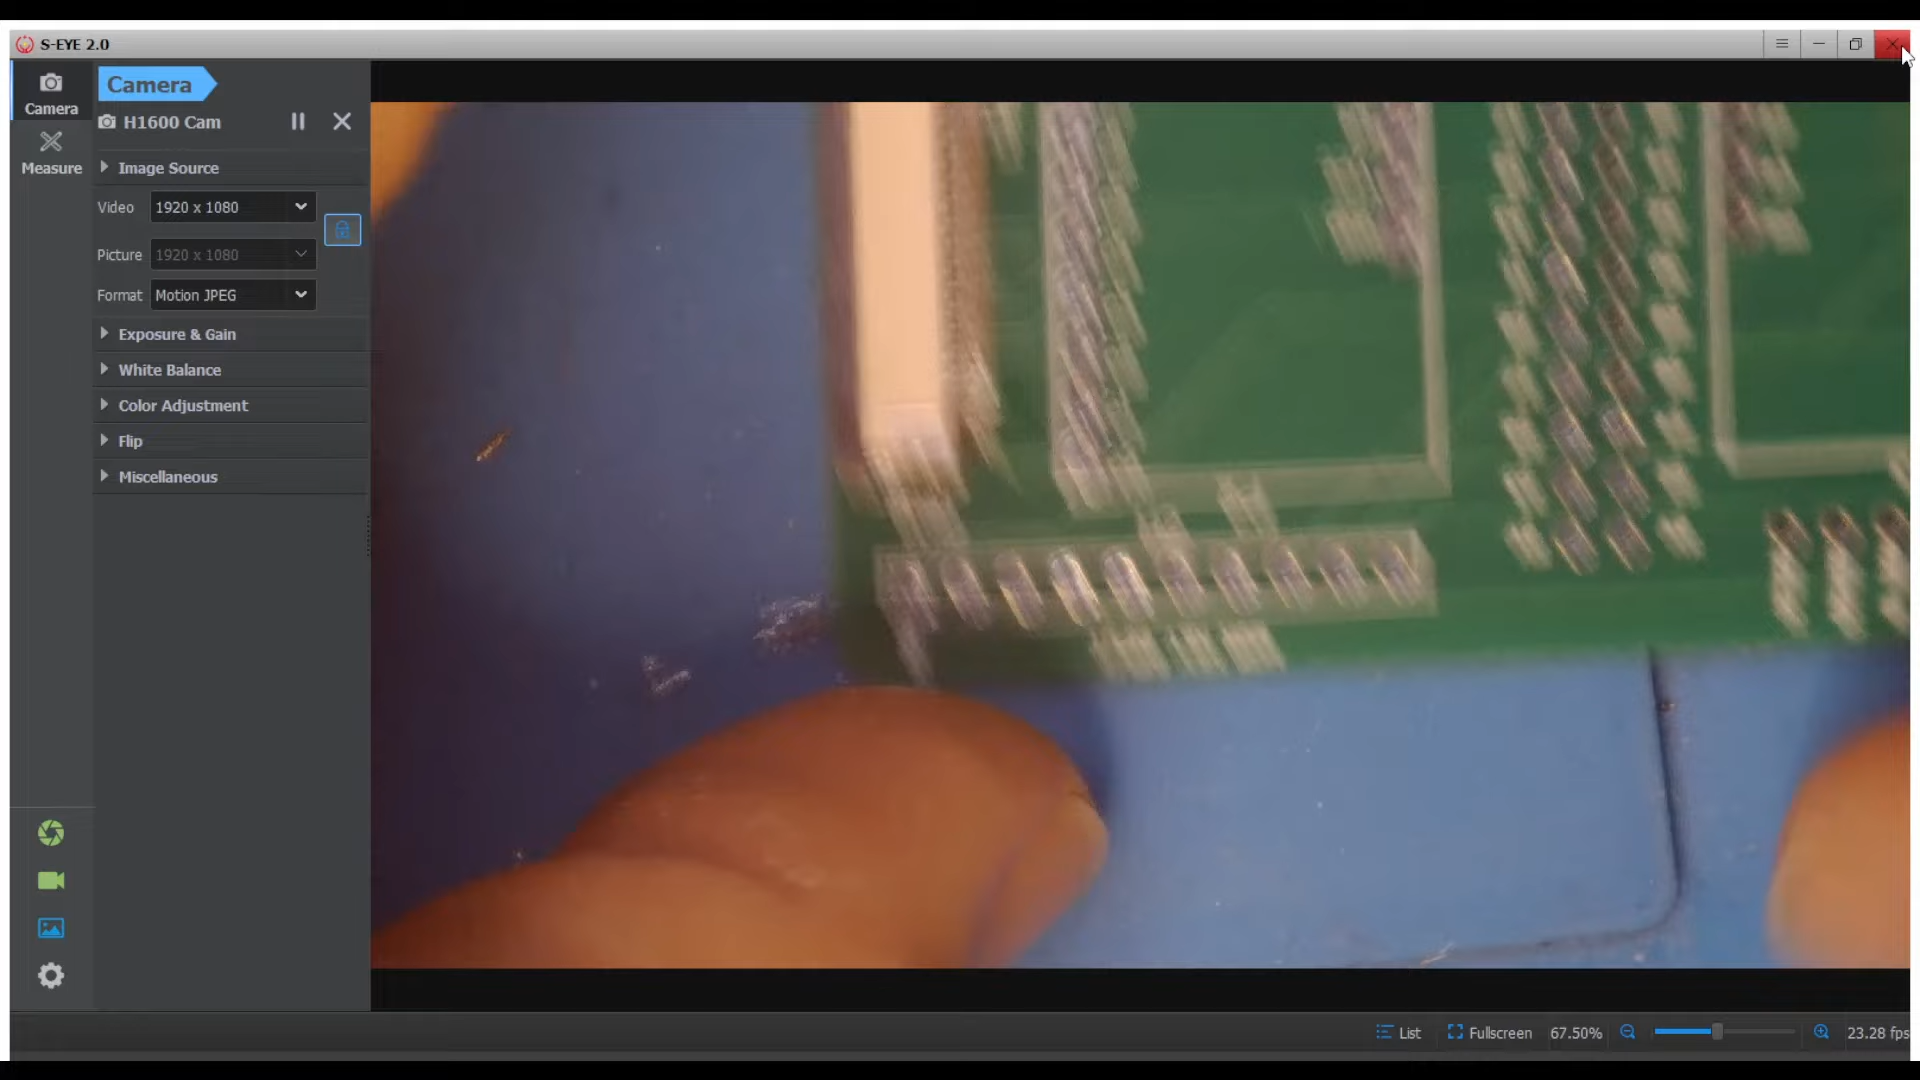 S-EYE 2.0
Camera
Measure
Camera
H1600 Cam
Image Source
Video 1920 x 1080
Picture 1920 x 1080
Format Motion JPEG
Exposure & Gain
White Balance
Color Adjustment
Flip
Miscellaneous
List Fullscreen 67.50% 23.28 fps